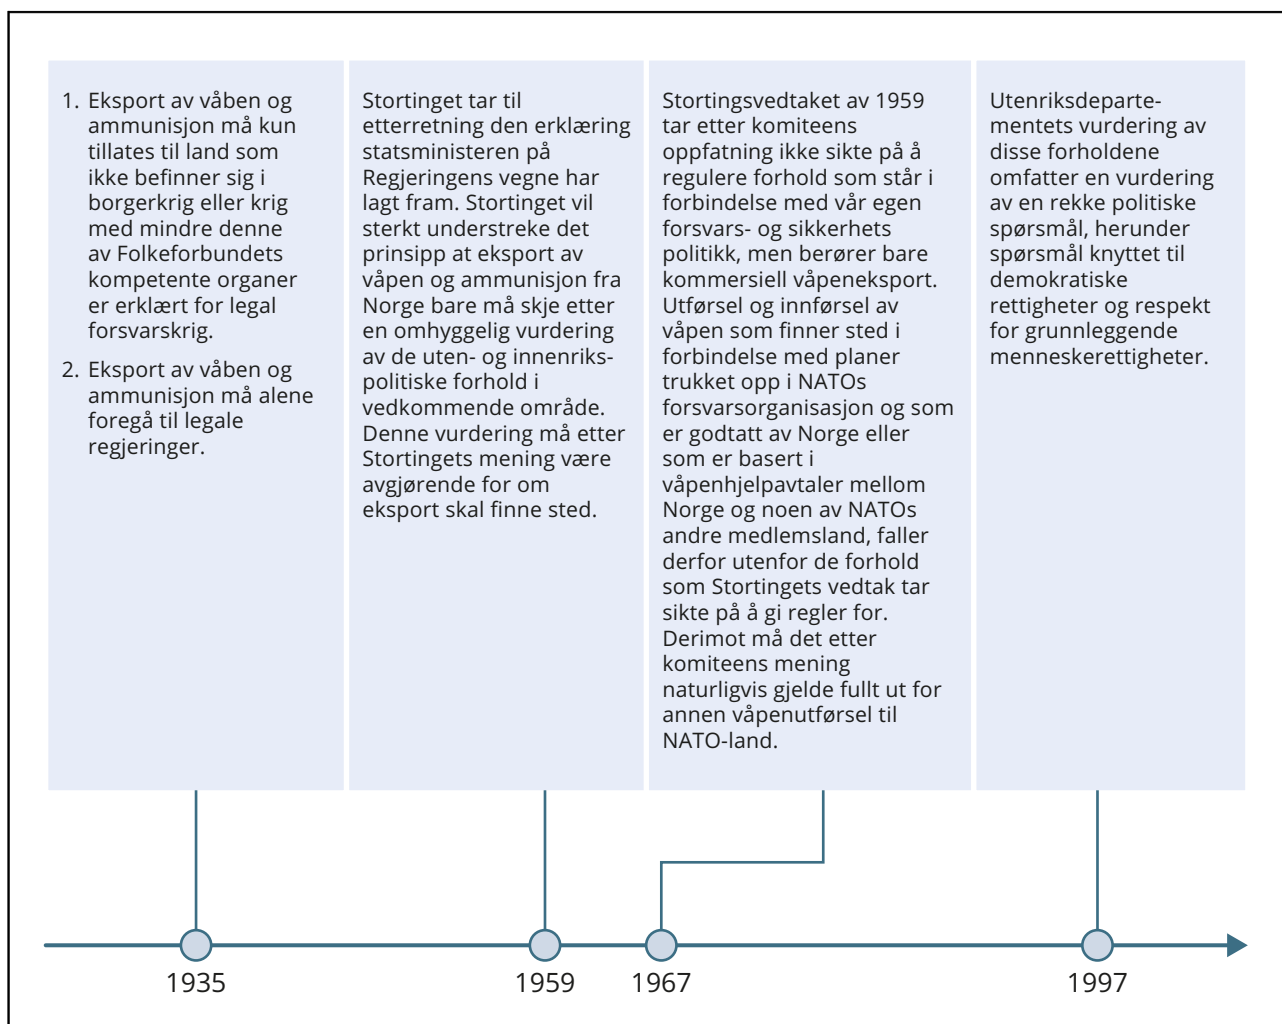 1. Eksport av våben og
ammunisjon må kun
tillates til land som
ikke befinner sig i
borgerkrig eller krig
med mindre denne
av Folkeforbundets
kompetente organer
er erklært for legal
forsvarskrig.
2. Eksport av våben og
ammunisjon må alene
foregå til legale
regjeringer.
Stortinget tar til
etterretning den erklæring
statsministeren på
Regjeringens vegne har
lagt fram. Stortinget vil
sterkt understreke det
prinsipp at eksport av
våpen og ammunisjon fra
Norge bare må skje etter
en omhyggelig vurdering
av de uten- og innenriks-
politiske forhold i
vedkommende område.
Denne vurdering må etter
Stortingets mening være
avgjørende for om
eksport skal finne sted.
Stortingsvedtaket av 1959
tar etter komiteens
oppfatning ikke sikte på å
regulere forhold som står i
forbindelse med vår egen
forsvars- og sikkerhets
politikk, men berører bare
kommersiell våpeneksport.
Utførsel og innførsel av
våpen som finner sted i
forbindelse med planer
trukket opp i NATOs
forsvarsorganisasjon og som
er godtatt av Norge eller
som er basert i
våpenhjelpavtaler mellom
Norge og noen av NATOs
andre medlemsland, faller
derfor utenfor de forhold
som Stortingets vedtak tar
sikte på å gi regler for.
Derimot må det etter
komiteens mening
naturligvis gjelde fullt ut for
annen våpenutførsel til
NATO-land.
Utenriksdeparte-
mentets vurdering av
disse forholdene
omfatter en vurdering
av en rekke politiske
spørsmål, herunder
spørsmål knyttet til
demokratiske
rettigheter og respekt
for grunnleggende
menneskerettigheter.
1935
1959
1967
1997